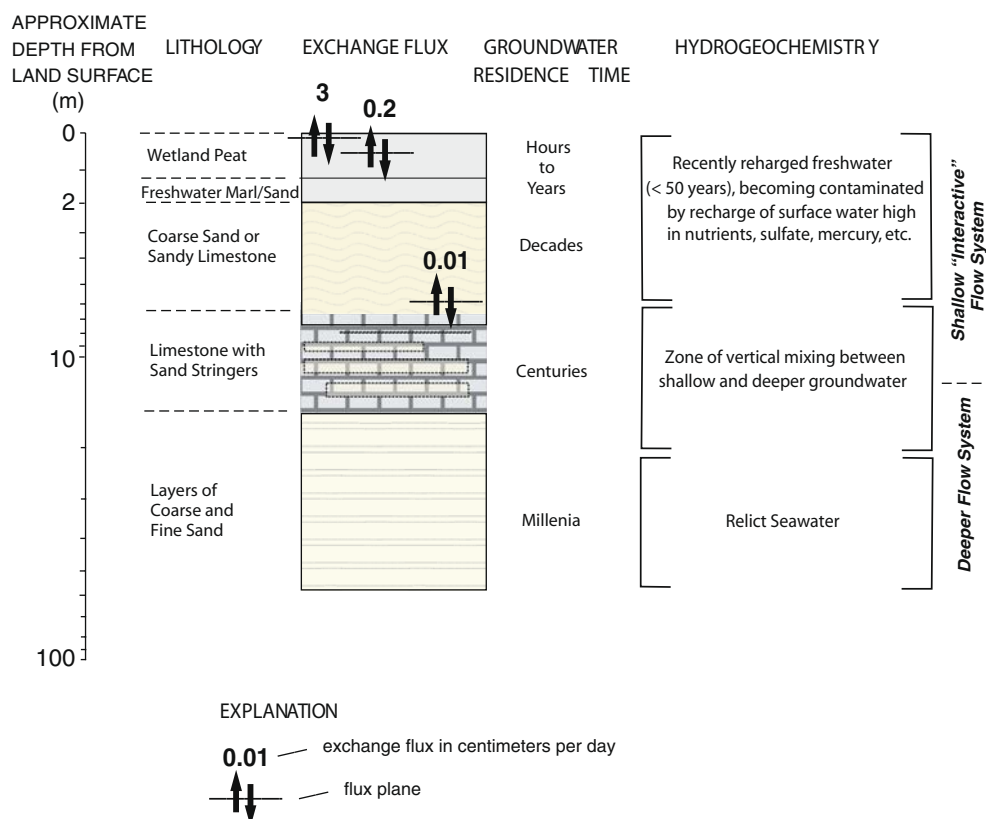 APPROXIMATE
DEPTH FROM
LAND SURFACE
(m)
LITHOLOGY
EXCHANGE FLUX
GROUNDWATER
RESIDENCE TIME
HYDROGEOCHEMISTRY
0
2
10
100
Wetland Peat
Freshwater Marl/Sand
Coarse Sand or
Sandy Limestone
Limestone with
Sand Stringers
Layers of
Coarse and
Fine Sand
3
0.2
0.01
Hours
to
Years
Decades
Centuries
Millenia
Recently reharged freshwater
(< 50 years), becoming contaminated
by recharge of surface water high
in nutrients, sulfate, mercury, etc.
Zone of vertical mixing between
shallow and deeper groundwater
Relict Seawater
Shallow "Interactive"
Flow System
Deeper Flow System
EXPLANATION
0.01
exchange flux in centimeters per day
flux plane